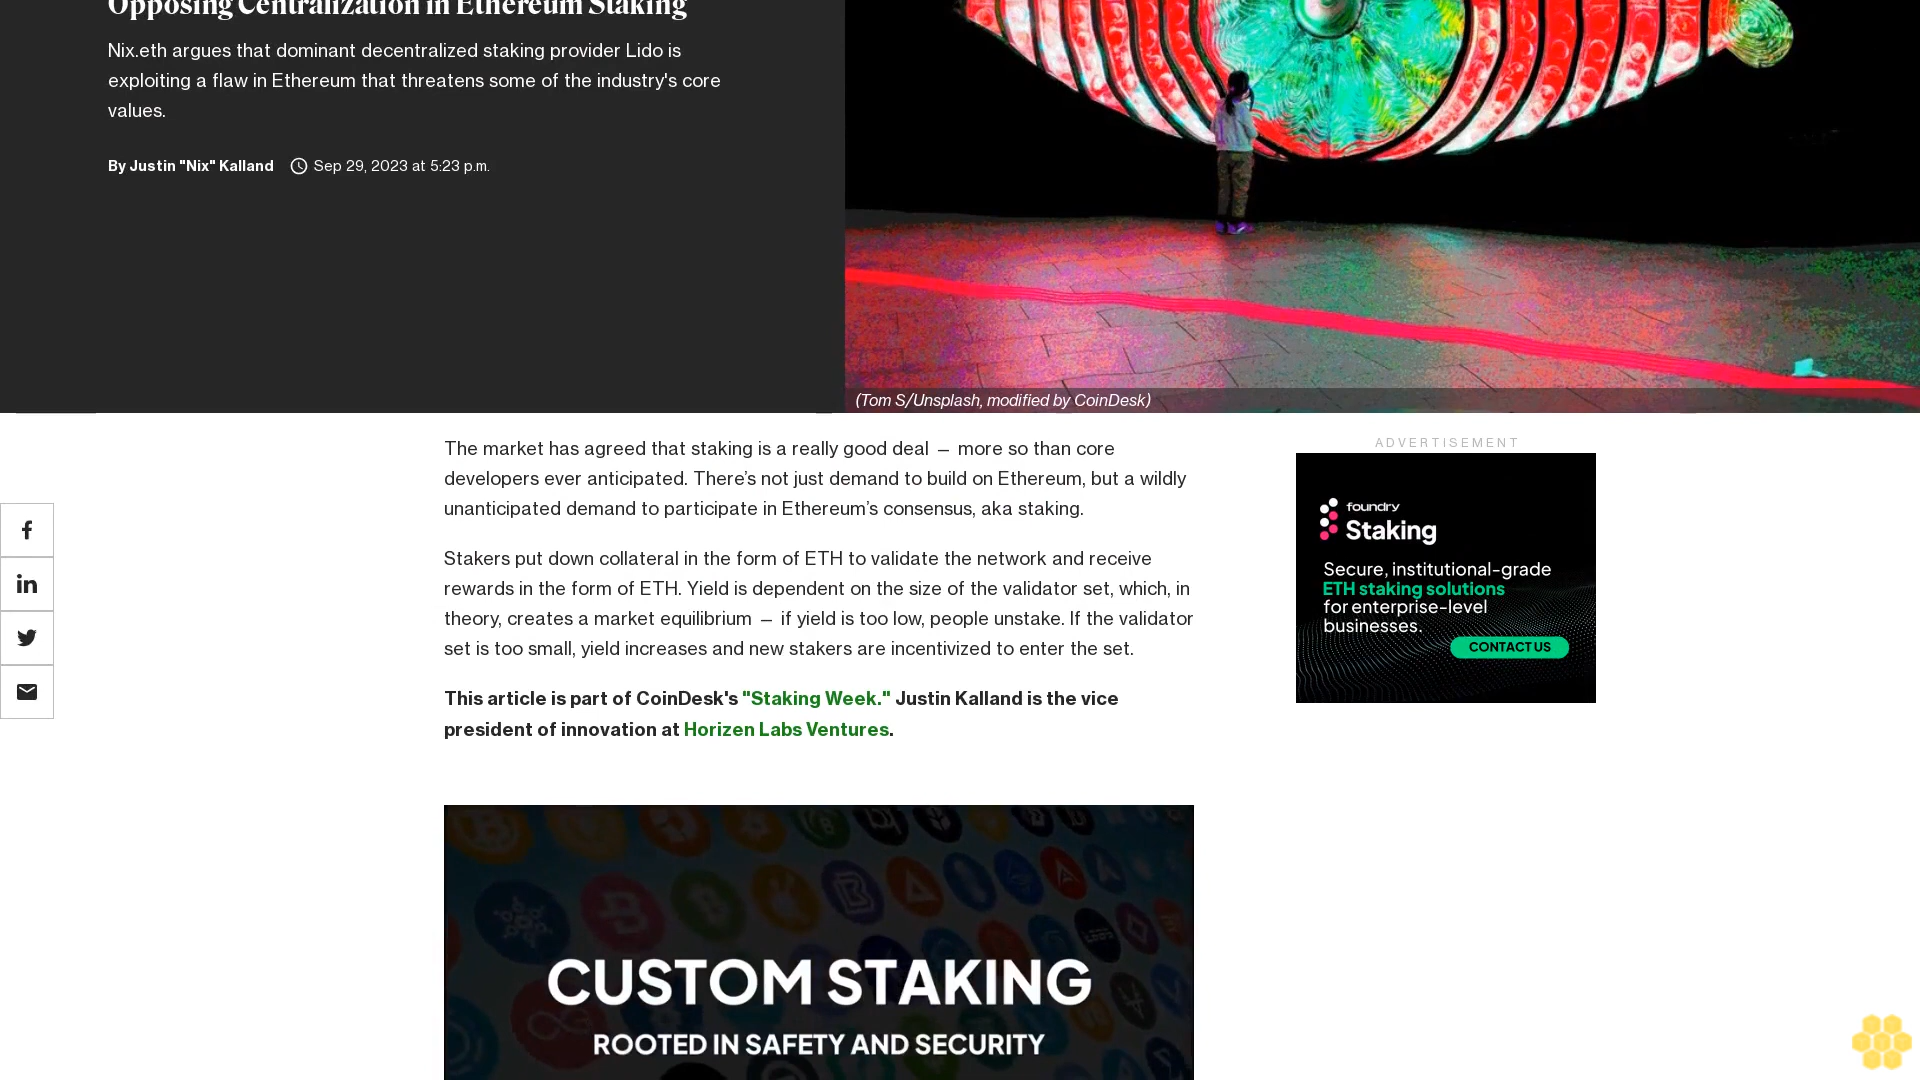 Opposing Centralization in Ethereum Staking
Nix.eth argues that dominant decentralized staking provider Lido is
exploiting a flaw in Ethereum that threatens some of the industry's core
values.
By Justin "Nix" Kalland Sep 29, 2023 at 5:23 p.m.
(Tom S/Unsplash, modified by CoinDesk)
The market has agreed that staking is a really good deal — more so than core
developers ever anticipated. There’s not just demand to build on Ethereum, but a wildly
unanticipated demand to participate in Ethereum’s consensus, aka staking.
Stakers put down collateral in the form of ETH to validate the network and receive
rewards in the form of ETH. Yield is dependent on the size of the validator set, which, in
theory, creates a market equilibrium — if yield is too low, people unstake. If the validator
set is too small, yield increases and new stakers are incentivized to enter the set.
This article is part of CoinDesk's "Staking Week." Justin Kalland is the vice
president of innovation at Horizen Labs Ventures.
ADVERTISEMENT
foundry
Staking
Secure, institutional-grade
ETH staking solutions
for enterprise-level
businesses.
CONTACT US
CUSTOM STAKING
ROOTED IN SAFETY AND SECURITY